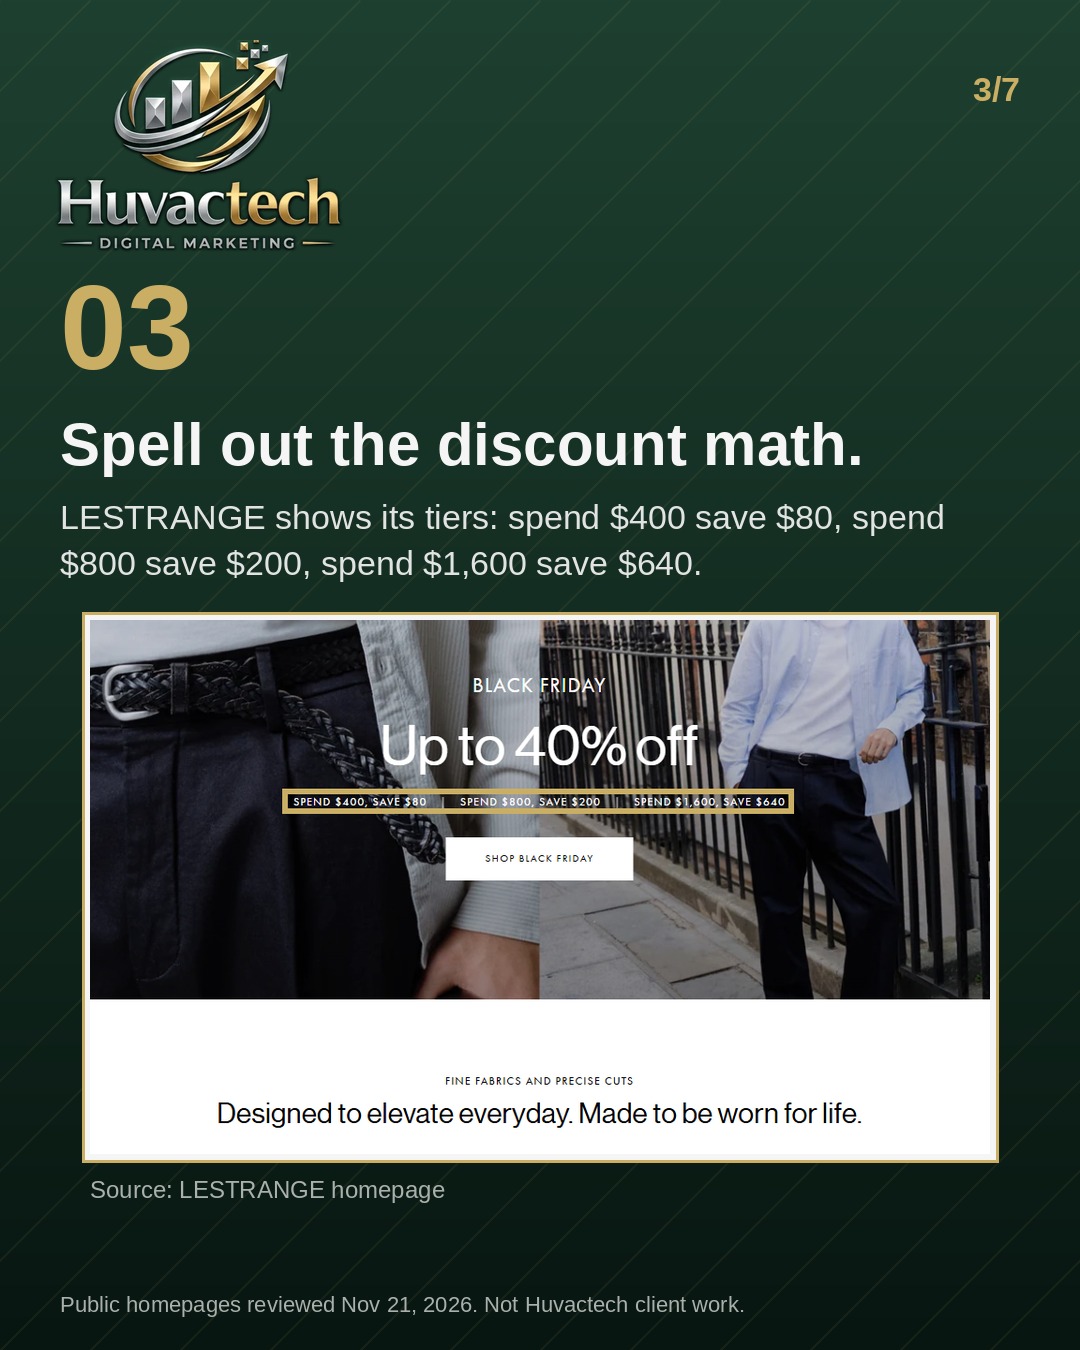 Huvactech
DIGITAL MARKETING
3/7
03
Spell out the discount math.
LESTRANGE shows its tiers: spend $400 save $80, spend
$800 save $200, spend $1,600 save $640.
BLACK FRIDAY
Up to 40% off
SPEND $400, SAVE $80 | SPEND $800, SAVE $200 SPEND $1,600, SAVE $640
SHOP BLACK FRIDAY
FINE FABRICS AND PRECISE CUTS
Designed to elevate everyday. Made to be worn for life.
Source: LESTRANGE homepage
Public homepages reviewed Nov 21, 2026. Not Huvactech client work.